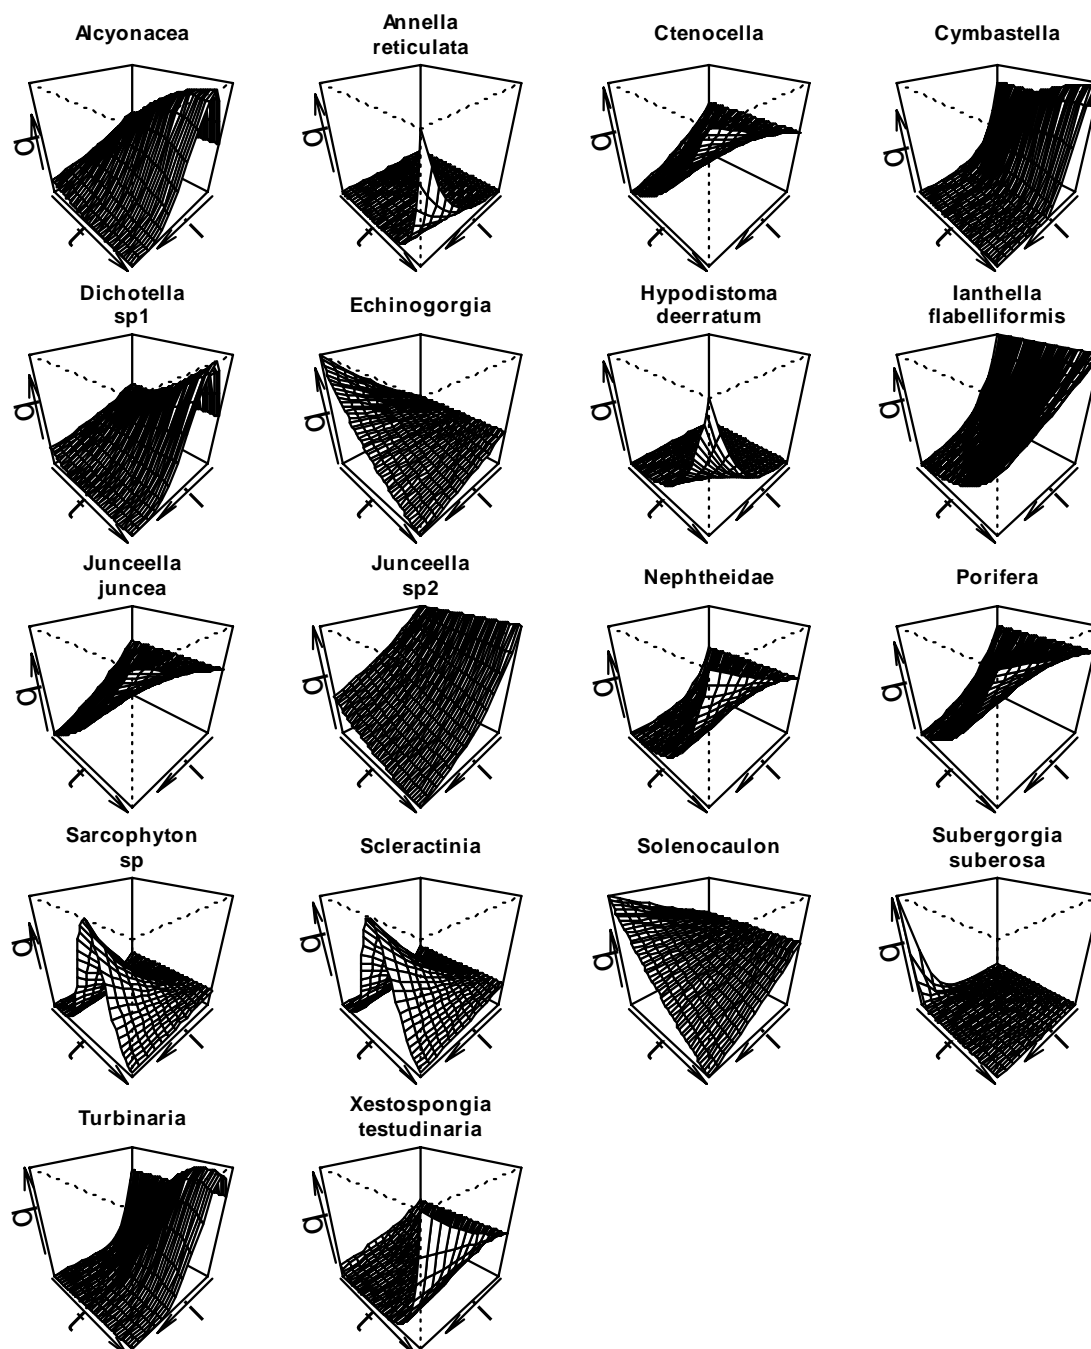 Alcyonacea
Annella
reticulata
Ctenocella
Cymbastella
Dichotella
sp1
Echinogorgia
Hypodistoma
deerratum
Ianthella
flabelliformis
Junceella
juncea
Junceella
sp2
Nephtheidae
Porifera
Sarcophyton
sp
Scleractinia
Solenocaulon
Subergorgia
suberosa
Turbinaria
Xestospongia
testudinaria